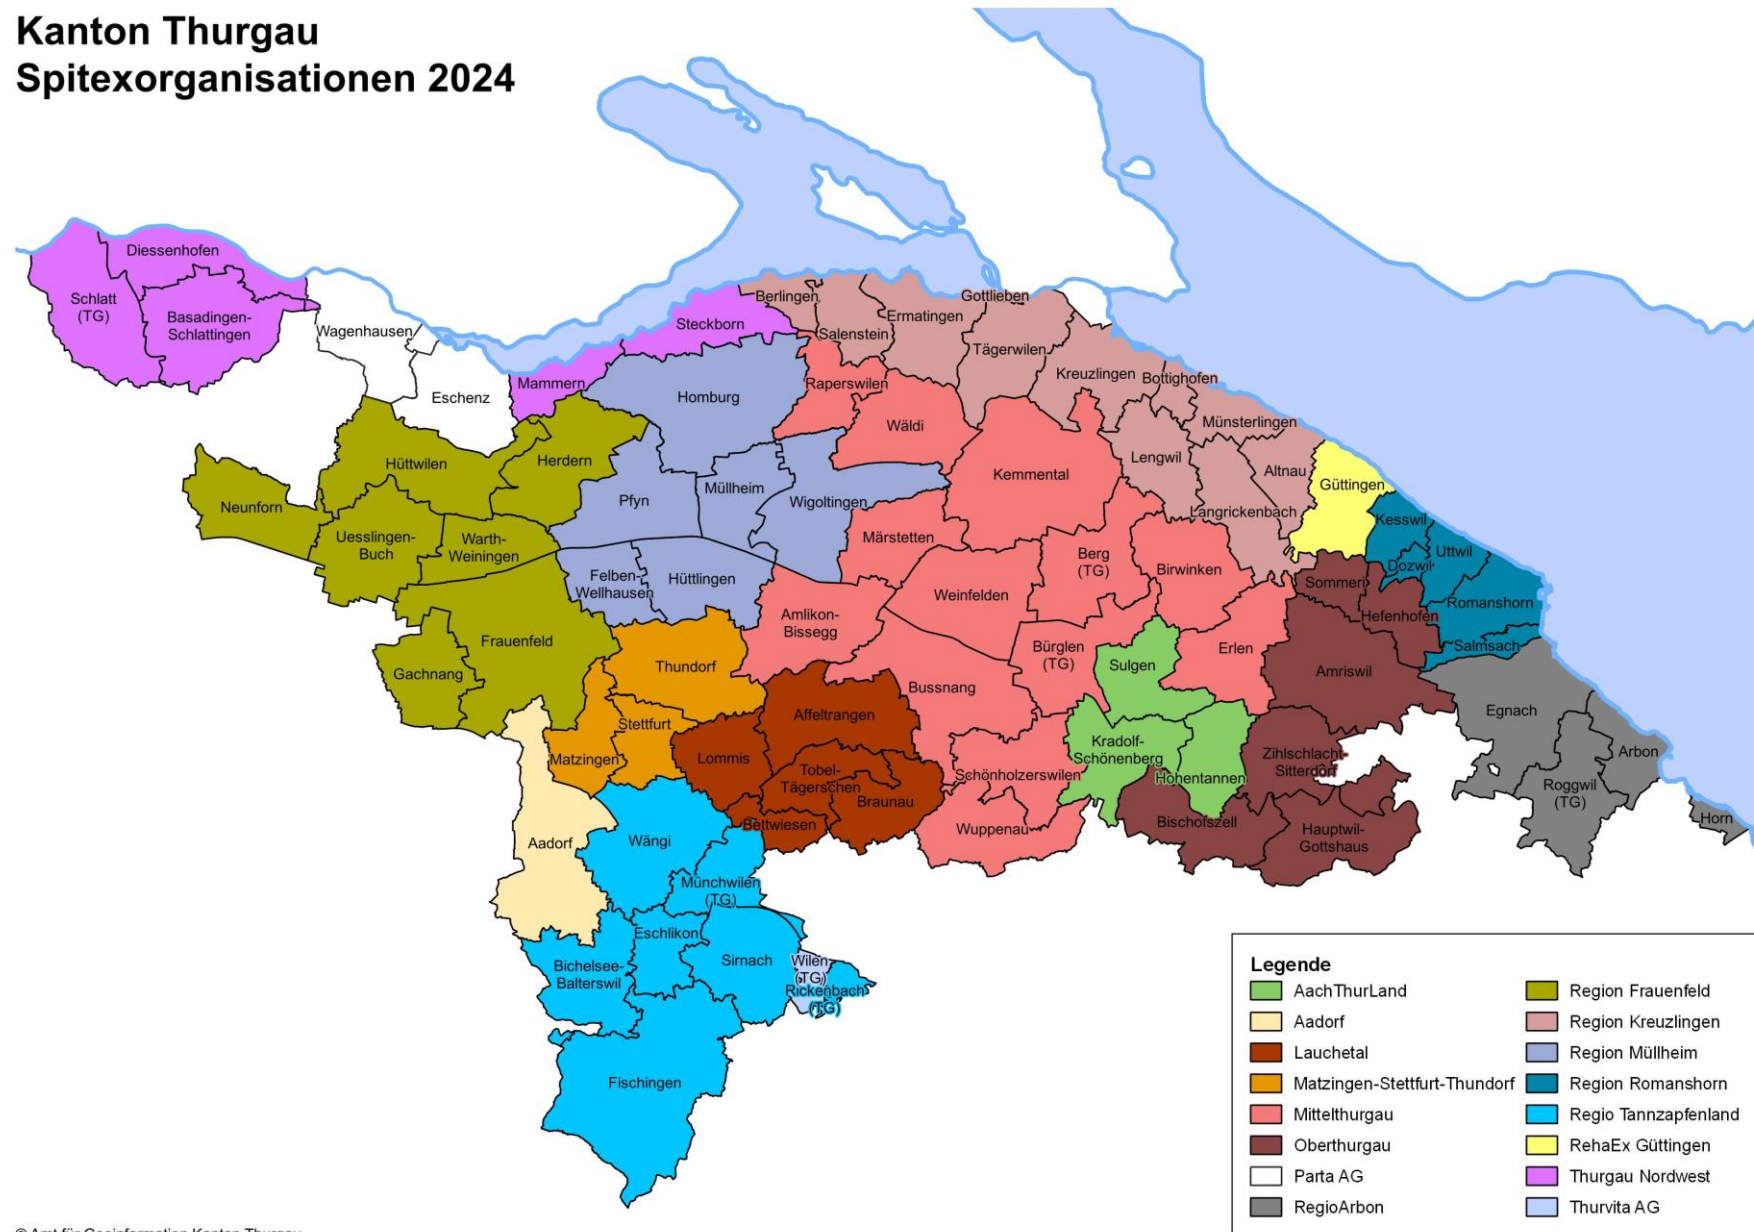 Kanton Thurgau
Spitexorganisationen 2024
Diessenhofen
Schlatt
(TG)
Basadingen-
Schlattingen
Wagenhausen
Eschenz
Mammern
Steckborn
Berlingen
Salenstein
Ermatingen
Gottlieben
Tägerwilen
Kreuzlingen
Bottighofen
Münsterlingen
Raperswilen
Homburg
Wäldi
Lengwil
Altnau
Güttingen
Langrickenbach
Kemmental
Hüttwilen
Herdern
Neunforn
Pfyn
Müllheim
Wigoltingen
Uesslingen-
Buch
Warth-
Weiningen
Märstetten
Berg
(TG)
Birwinken
Kesswil
Uttwil
Dozwil
Sommeri
Hefenhofen
Romanshorn
Salmsach
Felben-
Wellhausen
Hüttlingen
Weinfelden
Amlikon-
Bissegg
Frauenfeld
Gachnang
Thundorf
Bürglen
(TG)
Sulgen
Erlen
Amriswil
Bussnang
Affeltrangen
Stettfurt
Matzingen
Lommis
Tobel-
Tägerschen
Braunau
Bettwiesen
Schönholzerswilen
Wuppenau
Kradolf-
Schönenberg
Hohentannen
Zihlschlacht-
Sitterdorf
Bischofszell
Hauptwil-
Gottshaus
Egnach
Arbon
Roggwil
(TG)
Horn
Aadorf
Wängi
Münchwilen
(TG)
Eschlikon
Sirnach
Wilen
(TG)
Rickenbach
(TG)
Bichelsee-
Balterswil
Fischingen
Legende
AachThurLand
Aadorf
Lauchetal
Matzingen-Stettfurt-Thundorf
Mittelthurgau
Oberthurgau
Parta AG
RegioArbon
Region Frauenfeld
Region Kreuzlingen
Region Müllheim
Region Romanshorn
Regio Tannzapfenland
RehaEx Güttingen
Thurgau Nordwest
Thurvita AG
© Amt für Geoinformation Kanton Thurgau